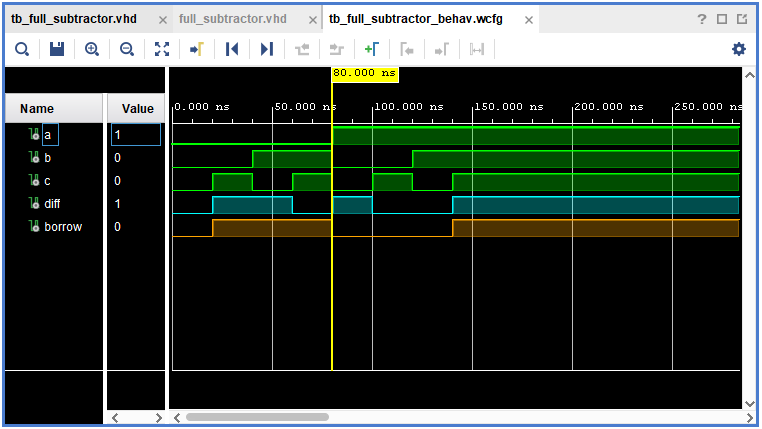 tb_full_subtractor.vhd × full_subtractor.vhd × tb_full_subtractor_behav.wcfg × ?
80.000 ns
Name Value 0.000 ns 50.000 ns 100.000 ns 150.000 ns 200.000 ns 250.000 ns
a 1
b 0
c 0
diff 1
borrow 0